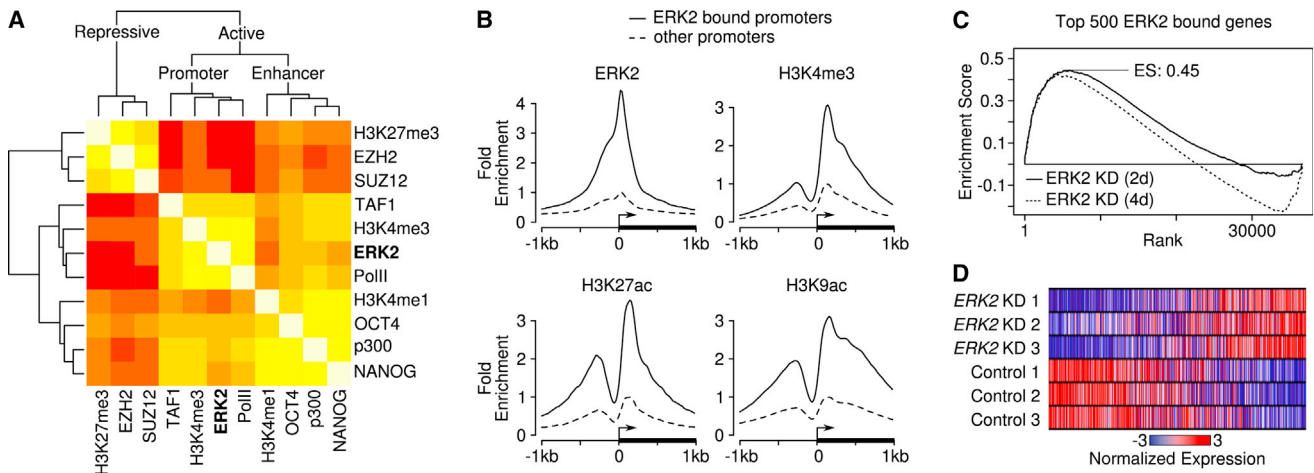 A
Repressive
Active
Promoter
Enhancer
H3K27me3
EZH2
SUZ12
TAF1
H3K4me3
ERK2
PolII
H3K4me1
OCT4
p300
NANOG
H3K27me3
EZH2
SUZ12
TAF1
H3K4me3
ERK2
PolII
H3K4me1
OCT4
p300
NANOG
B
ERK2 bound promoters
other promoters
ERK2
Fold
Enrichment
4
3
2
1
0
-1kb
0
1kb
H3K4me3
3
2
1
0
-1kb
0
1kb
H3K27ac
Fold
Enrichment
3
2
1
0
-1kb
0
1kb
H3K9ac
3
2
1
0
-1kb
0
1kb
C
Top 500 ERK2 bound genes
Enrichment Score
0.5
0.3
0.1
-0.1
ES: 0.45
ERK2 KD (2d)
ERK2 KD (4d)
1
30000
Rank
D
ERK2 KD 1
ERK2 KD 2
ERK2 KD 3
Control 1
Control 2
Control 3
-3
3
Normalized Expression